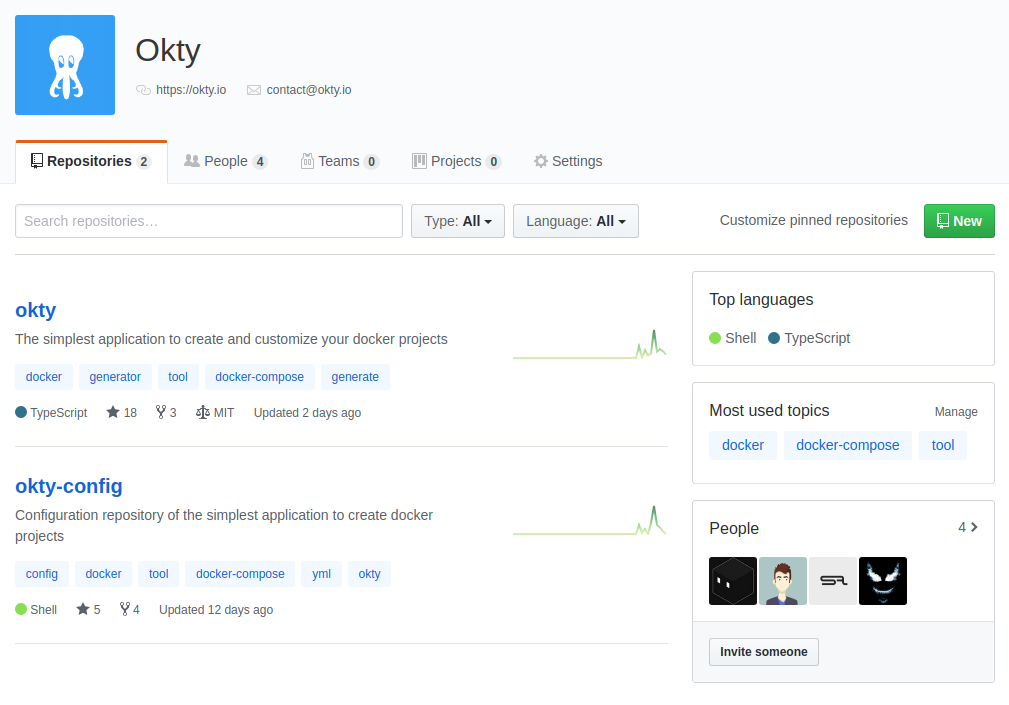 Okty
https://okty.io contact@okty.io
Repositories 2 People 4 Teams 0 Projects 0 Settings
Search repositories… Type: All Language: All Customize pinned repositories New
okty
The simplest application to create and customize your docker projects
docker generator tool docker-compose generate
TypeScript 18 3 MIT Updated 2 days ago
okty-config
Configuration repository of the simplest application to create docker
projects
config docker tool docker-compose yml okty
Shell 5 4 Updated 12 days ago
Top languages
Shell TypeScript
Most used topics Manage
docker docker-compose tool
People 4
SR
Invite someone